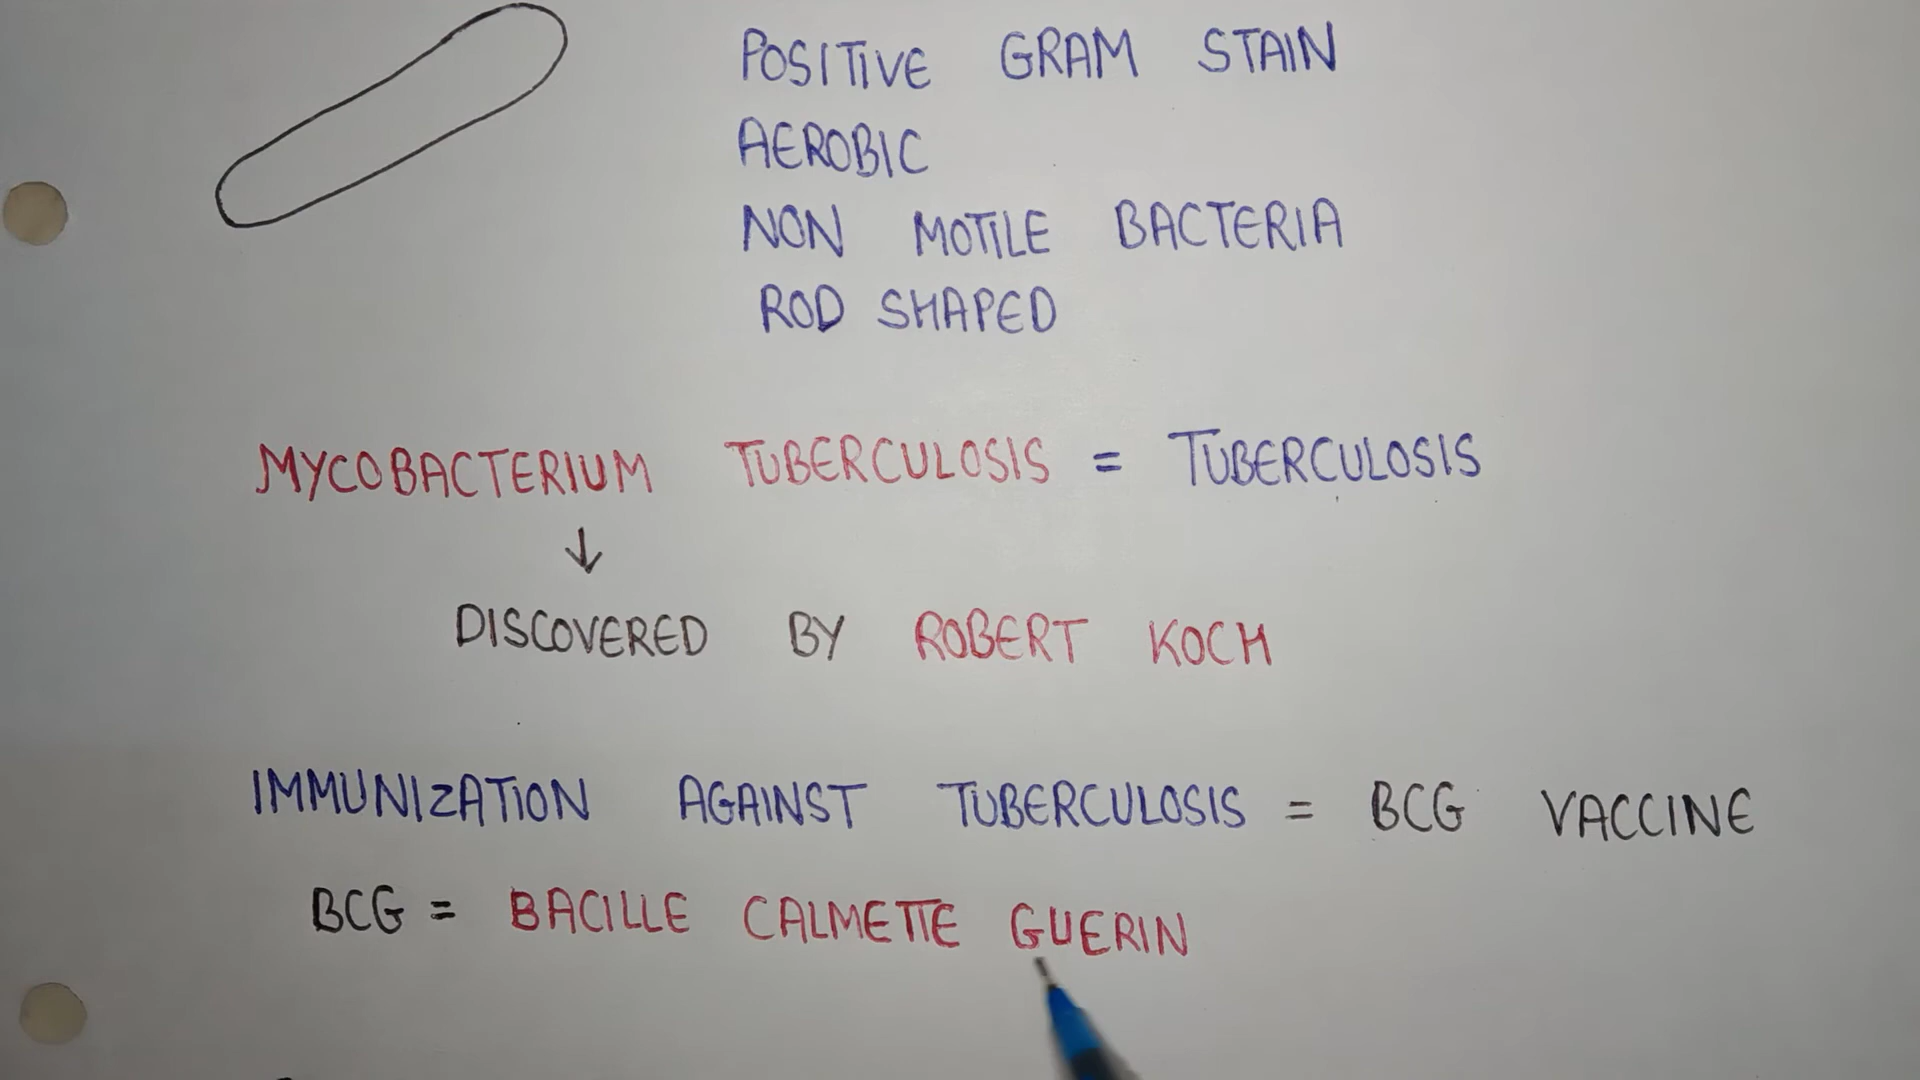 POSITIVE GRAM STAIN
AEROBIC
NON MOTILE BACTERIA
ROD SHAPED
MYCOBACTERIUM TUBERCULOSIS = TUBERCULOSIS
↓
DISCOVERED BY ROBERT KOCH
IMMUNIZATION AGAINST TUBERCULOSIS = BCG VACCINE
BCG = BACILLE CALMETTE GUERIN